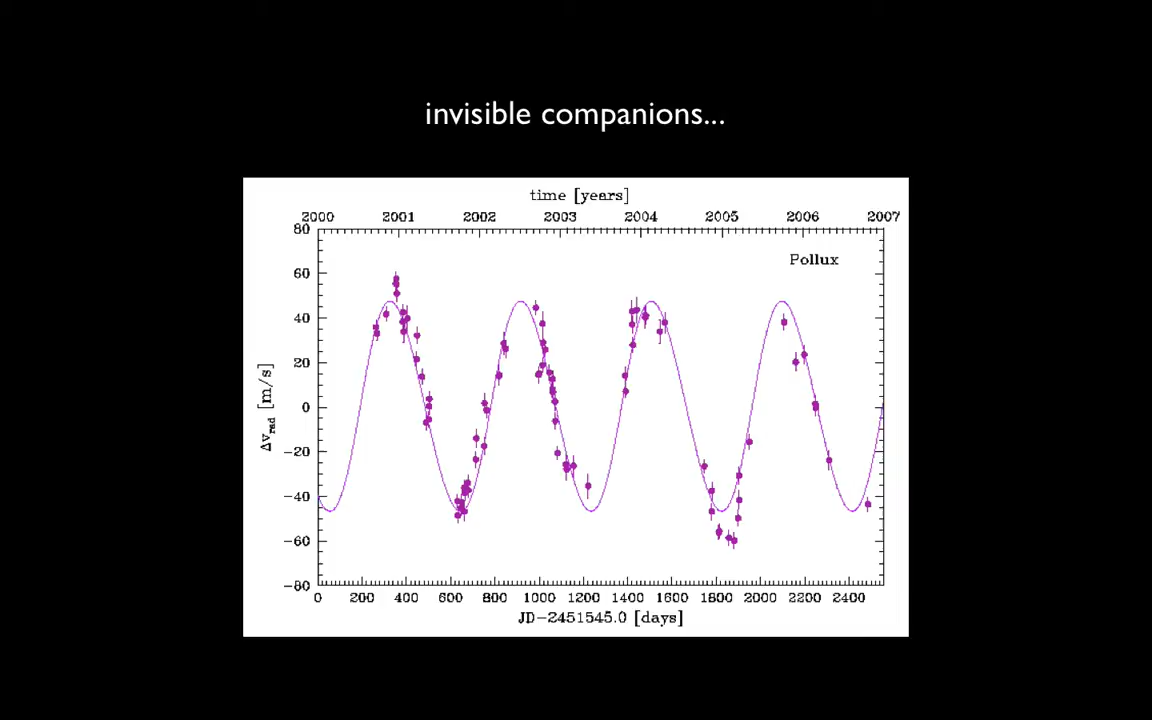 invisible companions...
time [years]
2000 2001 2002 2003 2004 2005 2006 2007
Pollux
80
60
40
20
0
−20
−40
−60
−80
Δv_rad [m/s]
0 200 400 600 800 1000 1200 1400 1600 1800 2000 2200 2400
JD−2451545.0 [days]